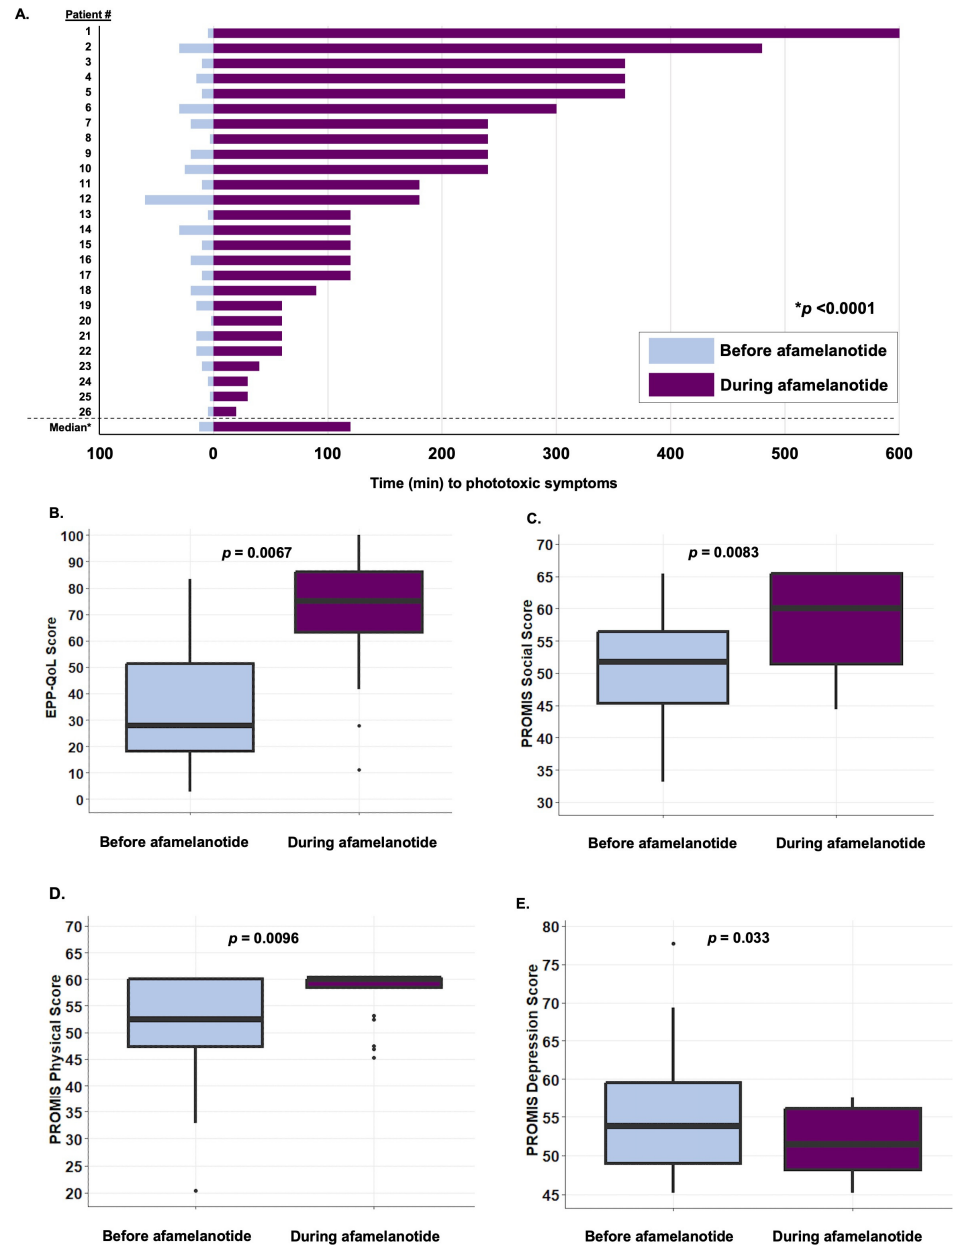 A.
Patient #
1
2
3
4
5
6
7
8
9
10
11
12
13
14
15
16
17
18
19
20
21
22
23
24
25
26
Median*
*p <0.0001
Before afamelanotide
During afamelanotide
100 0 100 200 300 400 500 600
Time (min) to phototoxic symptoms
B.
p = 0.0067
EPP-QoL Score
100
90
80
70
60
50
40
30
20
10
0
Before afamelanotide During afamelanotide
C.
p = 0.0083
PROMIS Social Score
70
65
60
55
50
45
40
35
30
Before afamelanotide During afamelanotide
D.
p = 0.0096
PROMIS Physical Score
70
65
60
55
50
45
40
35
30
25
20
Before afamelanotide During afamelanotide
E.
p = 0.033
PROMIS Depression Score
80
75
70
65
60
55
50
45
Before afamelanotide During afamelanotide